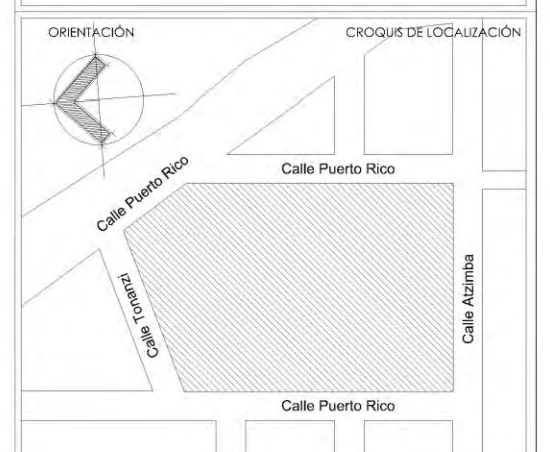 ORIENTACIÓN
CROQUIS DE LOCALIZACIÓN
Calle Puerto Rico
Calle Puerto Rico
Calle Tonanzi
Calle Atzimba
Calle Puerto Rico